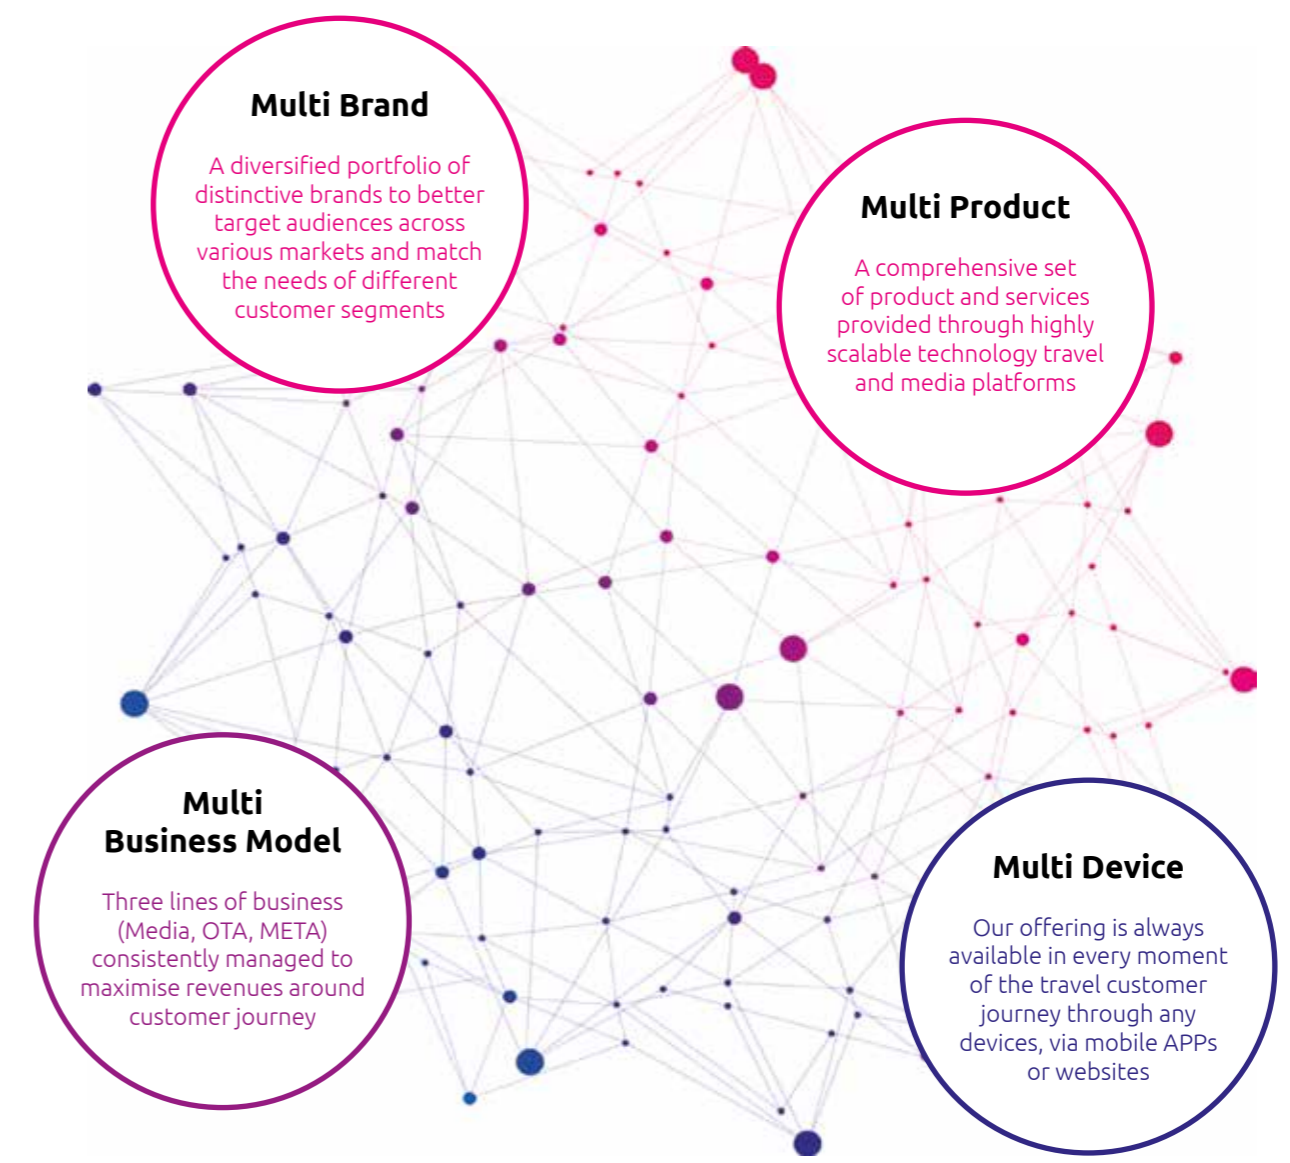 Multi Brand
A diversified portfolio of
distinctive brands to better
target audiences across
various markets and match
the needs of different
customer segments
Multi Product
A comprehensive set
of product and services
provided through highly
scalable technology travel
and media platforms
Multi
Business Model
Three lines of business
(Media, OTA, META)
consistently managed to
maximise revenues around
customer journey
Multi Device
Our offering is always
available in every moment
of the travel customer
journey through any
devices, via mobile APPs
or websites